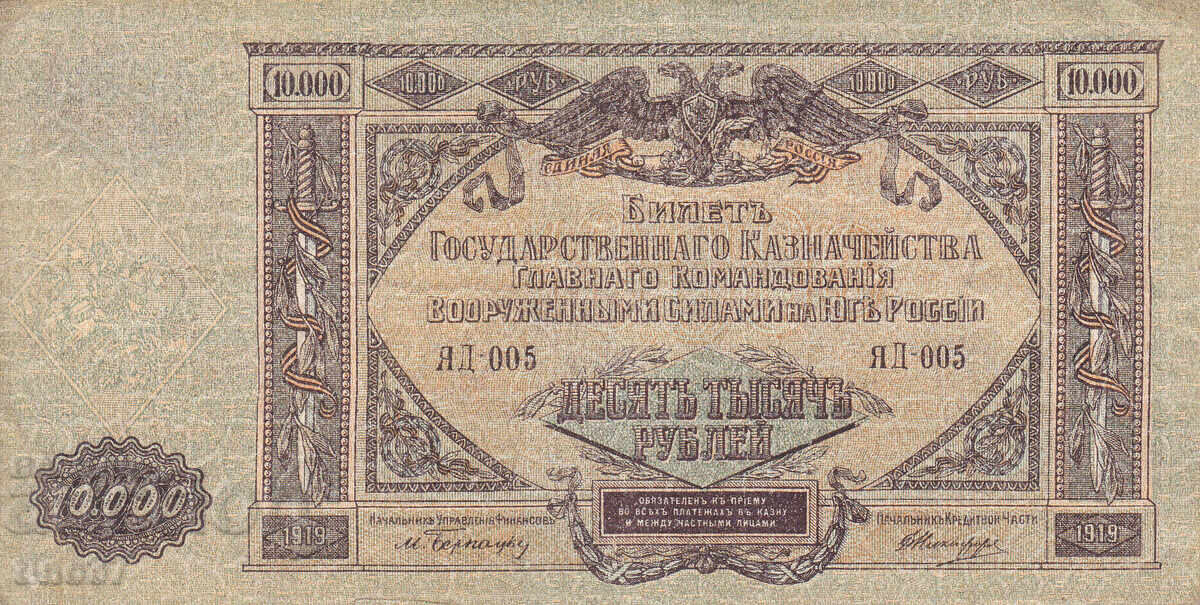 10.000 10.000 РУБ 10.000 РУБ 10.000
ЕДИНАЯ РОССІЯ
БИЛЕТЪ
ГОСУДАРСТВЕННАГО КАЗНАЧЕЙСТВА
ГЛАВНАГО КОМАНДОВАНІЯ
ВООРУЖЕННЫМИ СИЛАМИ НА ЮГѢ РОССІИ
ЯД-005 ЯД-005
ДЕСЯТЬ ТЫСЯЧЪ
РУБЛЕЙ
10.000
ОБЯЗАТЕЛЕНЪ КЪ ПРІЕМУ
ВО ВСѢХЪ ПЛАТЕЖАХЪ ВЪ КАЗНУ
И МЕЖДУ ЧАСТНЫМИ ЛИЦАМИ
1919 НАЧАЛЬНИКЪ УПРАВЛЕНІЯ ФИНАНСОВЪ НАЧАЛЬНИКЪ КРЕДИТНОЙ ЧАСТИ 1919